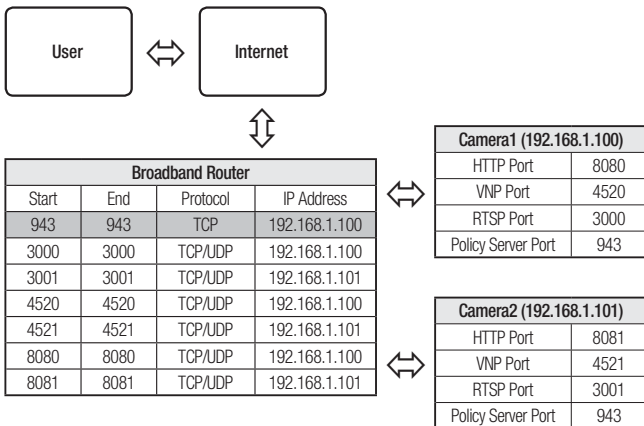 User
Internet
Broadband Router
Start End Protocol IP Address
943 943 TCP 192.168.1.100
3000 3000 TCP/UDP 192.168.1.100
3001 3001 TCP/UDP 192.168.1.101
4520 4520 TCP/UDP 192.168.1.100
4521 4521 TCP/UDP 192.168.1.101
8080 8080 TCP/UDP 192.168.1.100
8081 8081 TCP/UDP 192.168.1.101
Camera1 (192.168.1.100)
HTTP Port 8080
VNP Port 4520
RTSP Port 3000
Policy Server Port 943
Camera2 (192.168.1.101)
HTTP Port 8081
VNP Port 4521
RTSP Port 3001
Policy Server Port 943